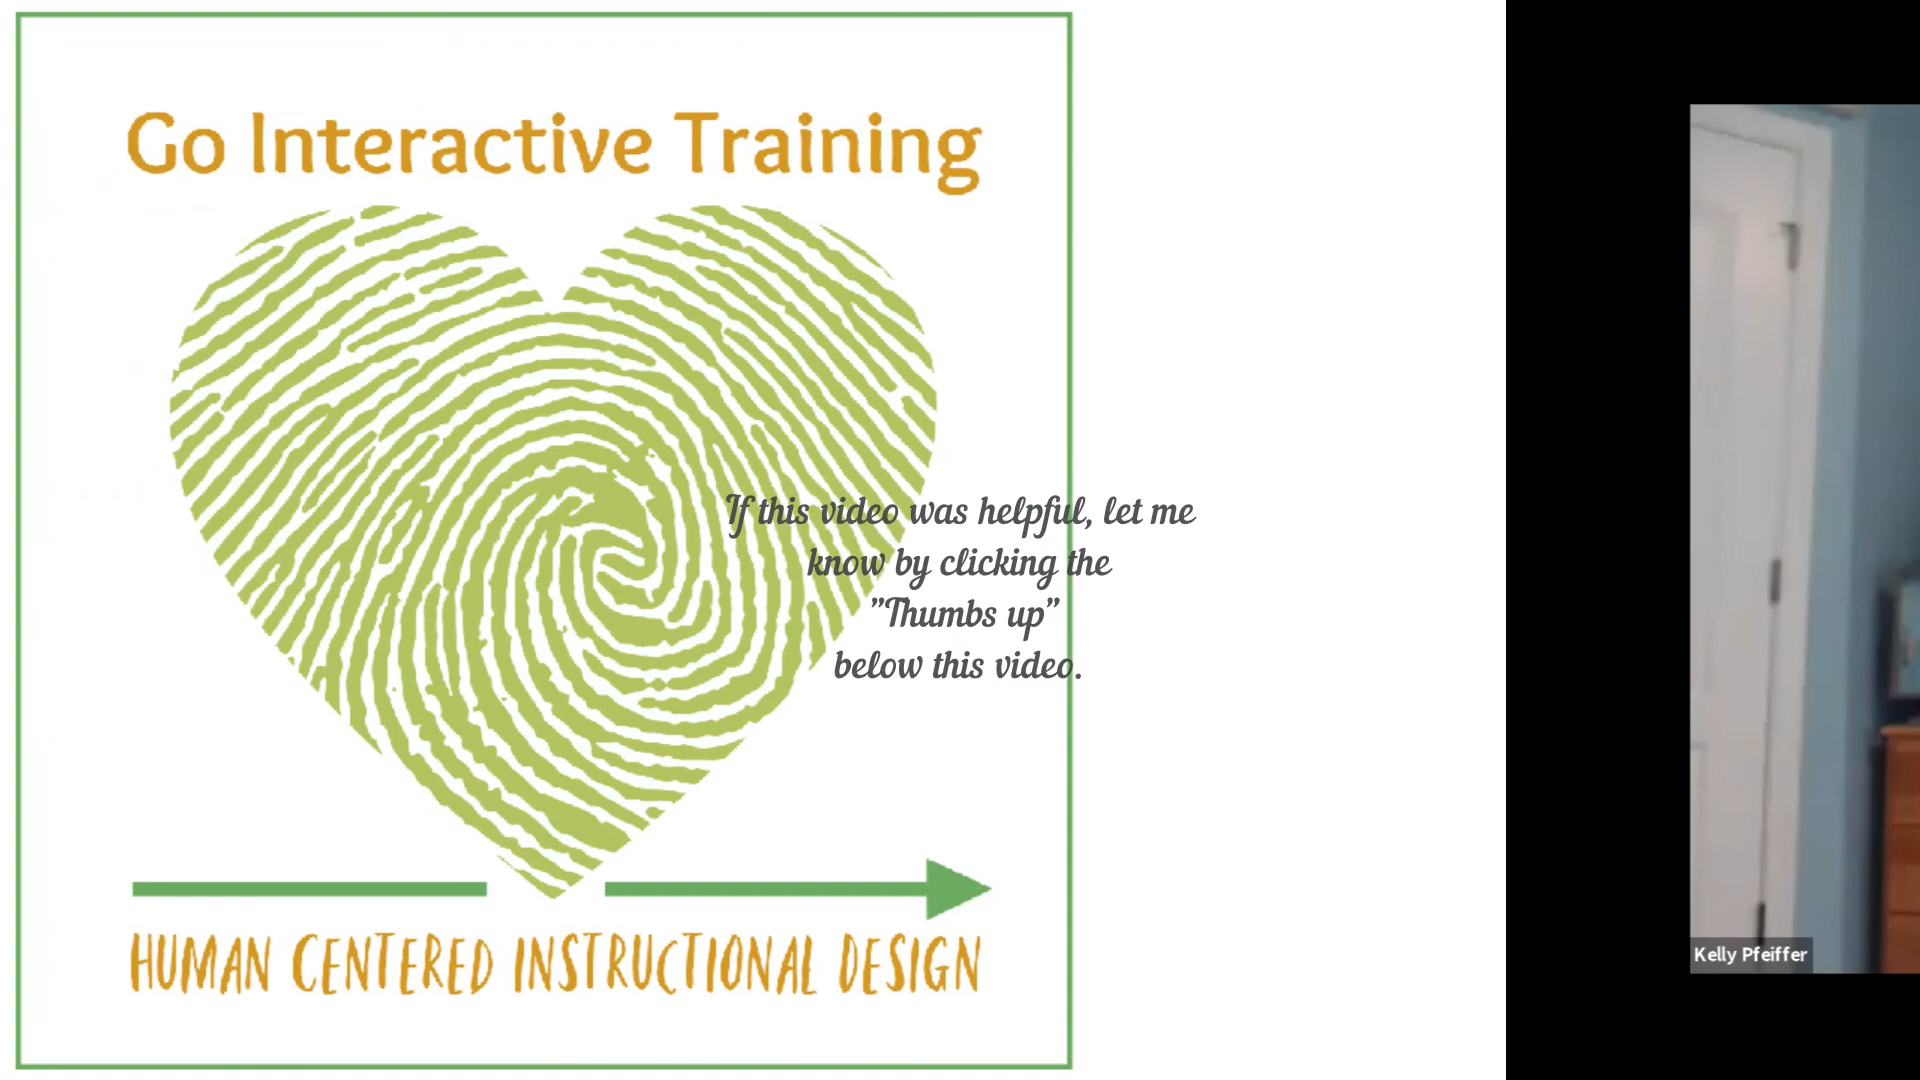 Go Interactive Training
If this video was helpful, let me
know by clicking the
"Thumbs up"
below this video.
HUMAN CENTERED INSTRUCTIONAL DESIGN
Kelly Pfeiffer